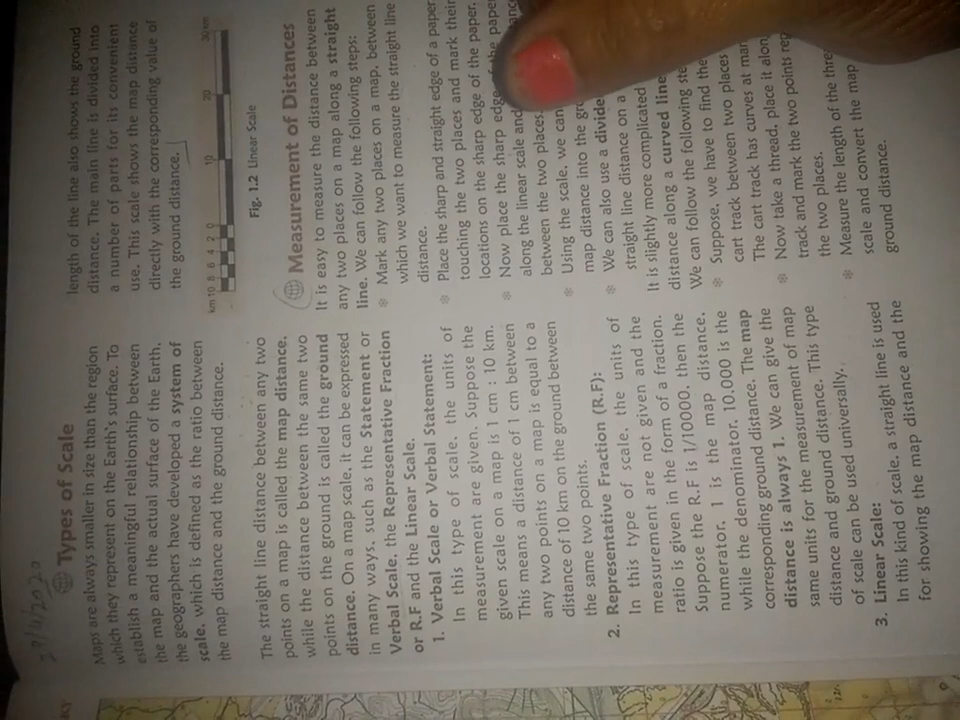 29/4/2020
Types of Scale
Maps are always smaller in size than the region
which they represent on the Earth's surface. To
establish a meaningful relationship between
the map and the actual surface of the Earth,
the geographers have developed a system of
scale, which is defined as the ratio between
the map distance and the ground distance.
The straight line distance between any two
points on a map is called the map distance,
while the distance between the same two
points on the ground is called the ground
distance. On a map scale, it can be expressed
in many ways, such as the Statement or
Verbal Scale, the Representative Fraction
or R.F. and the Linear Scale.
1. Verbal Scale or Verbal Statement:
In this type of scale, the units of
measurement are given. Suppose the
given scale on a map is 1 cm : 10 km.
This means a distance of 1 cm between
any two points on a map is equal to a
distance of 10 km on the ground between
the same two points.
2. Representative Fraction (R.F):
In this type of scale, the units of
measurement are not given and the
ratio is given in the form of a fraction.
Suppose the R.F is 1/10000, then the
numerator, 1 is the map distance,
while the denominator, 10,000 is the
corresponding ground distance. The map
distance is always 1. We can give the
same units for the measurement of map
distance and ground distance. This type
of scale can be used universally.
3. Linear Scale:
In this kind of scale, a straight line is used
for showing the map distance and the
length of the line also shows the ground
distance. The main line is divided into
a number of parts for its convenient
use. This scale shows the map distance
directly with the corresponding value of
the ground distance.
km 10 8 6 4 2 0 10 20 30 km
Fig. 1.2 Linear Scale
Measurement of Distances
It is easy to measure the distance between
any two places on a map along a straight
line. We can follow the following steps:
Mark any two places on a map, between
which we want to measure the straight line
distance.
Place the sharp and straight edge of a paper
touching the two places and mark their
locations on the sharp edge of the paper.
Now place the sharp edge of the paper
along the linear scale and
between the two places.
Using the scale, we can
map distance into the
We can also use a
straight line distance on a
It is slightly more complicated
distance along a curved line
We can follow the following
Suppose, we have to find the
cart track between two places
The cart track has curves at
Now take a thread, place it
track and mark the two points
the two places.
Measure the length of the
scale and convert the map
ground distance.